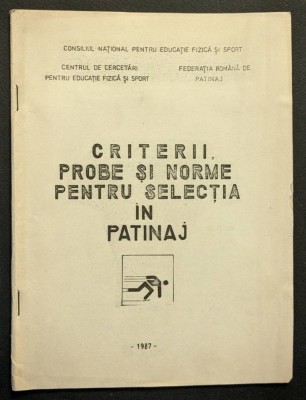 CONSILIUL NAȚIONAL PENTRU EDUCAȚIE FIZICĂ ȘI SPORT
CENTRUL DE CERCETĂRI
PENTRU EDUCAȚIE FIZICĂ ȘI SPORT
FEDERAȚIA ROMÂNĂ DE
PATINAJ
CRITERII,
PROBE ȘI NORME
PENTRU SELECȚIA
ÎN
PATINAJ
- 1987 -